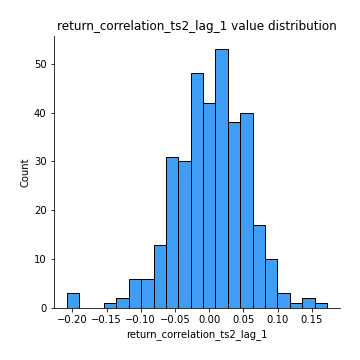 return_correlation_ts2_lag_1 value distribution
50
40
30
20
10
0
Count
−0.20 −0.15 −0.10 −0.05 0.00 0.05 0.10 0.15
return_correlation_ts2_lag_1